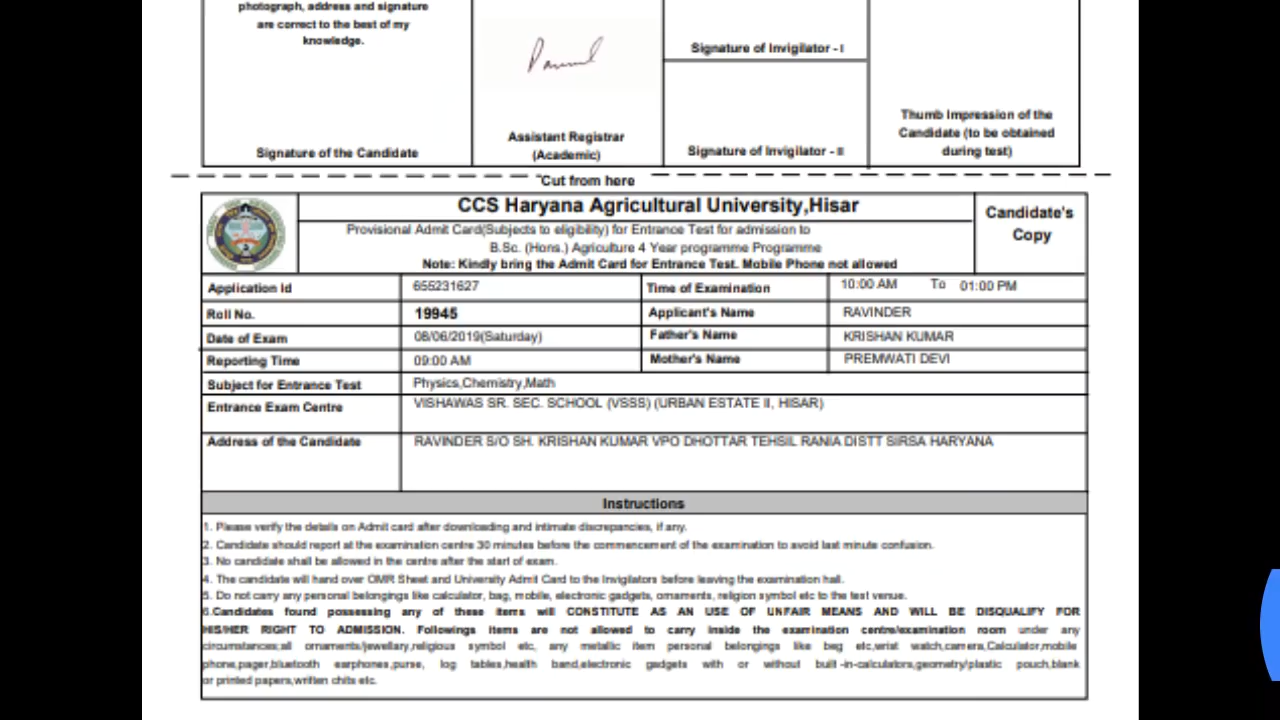 photograph, address and signature
are correct to the best of my
knowledge.
Signature of the Candidate
Assistant Registrar
(Academic)
Signature of Invigilator - I
Signature of Invigilator - II
Thumb Impression of the
Candidate (to be obtained
during test)
Cut from here
CCS Haryana Agricultural University,Hisar
Provisional Admit Card(Subjects to eligibility) for Entrance Test for admission to
B.Sc. (Hons.) Agriculture 4 Year programme Programme
Note: Kindly bring the Admit Card for Entrance Test. Mobile Phone not allowed
Candidate's
Copy
Application Id 655231627 Time of Examination 10:00 AM To 01:00 PM
Roll No. 19945 Applicant's Name RAVINDER
Date of Exam 08/06/2019(Saturday) Father's Name KRISHAN KUMAR
Reporting Time 09:00 AM Mother's Name PREMWATI DEVI
Subject for Entrance Test Physics,Chemistry,Math
Entrance Exam Centre VISHAWAS SR. SEC. SCHOOL (VSSS) (URBAN ESTATE II, HISAR)
Address of the Candidate RAVINDER S/O SH. KRISHAN KUMAR VPO DHOTTAR TEHSIL RANIA DISTT SIRSA HARYANA
Instructions
1. Please verify the details on Admit card after downloading and intimate discrepancies, if any.
2. Candidate should report at the examination centre 30 minutes before the commencement of the examination to avoid last minute confusion.
3. No candidate shall be allowed in the centre after the start of exam.
4. The candidate will hand over OMR Sheet and University Admit Card to the Invigilators before leaving the examination hall.
5. Do not carry any personal belongings like calculator, bag, mobile, electronic gadgets, ornaments, religion symbol etc to the test venue.
6.Candidates found possessing any of these items will CONSTITUTE AS AN USE OF UNFAIR MEANS AND WILL BE DISQUALIFY FOR
HIS/HER RIGHT TO ADMISSION. Followings items are not allowed to carry inside the examination centre/examination room under any
circumstances;all ornaments/jewellary,religious symbol etc, any metallic item personal belongings like beg etc,wrist watch,camera,Calculator,mobile
phone,pager,bluetooth earphones,purse, log tables,health band,electronic gadgets with or without built-in-calculators,geometry/plastic pouch,blank
or printed papers,written chits etc.